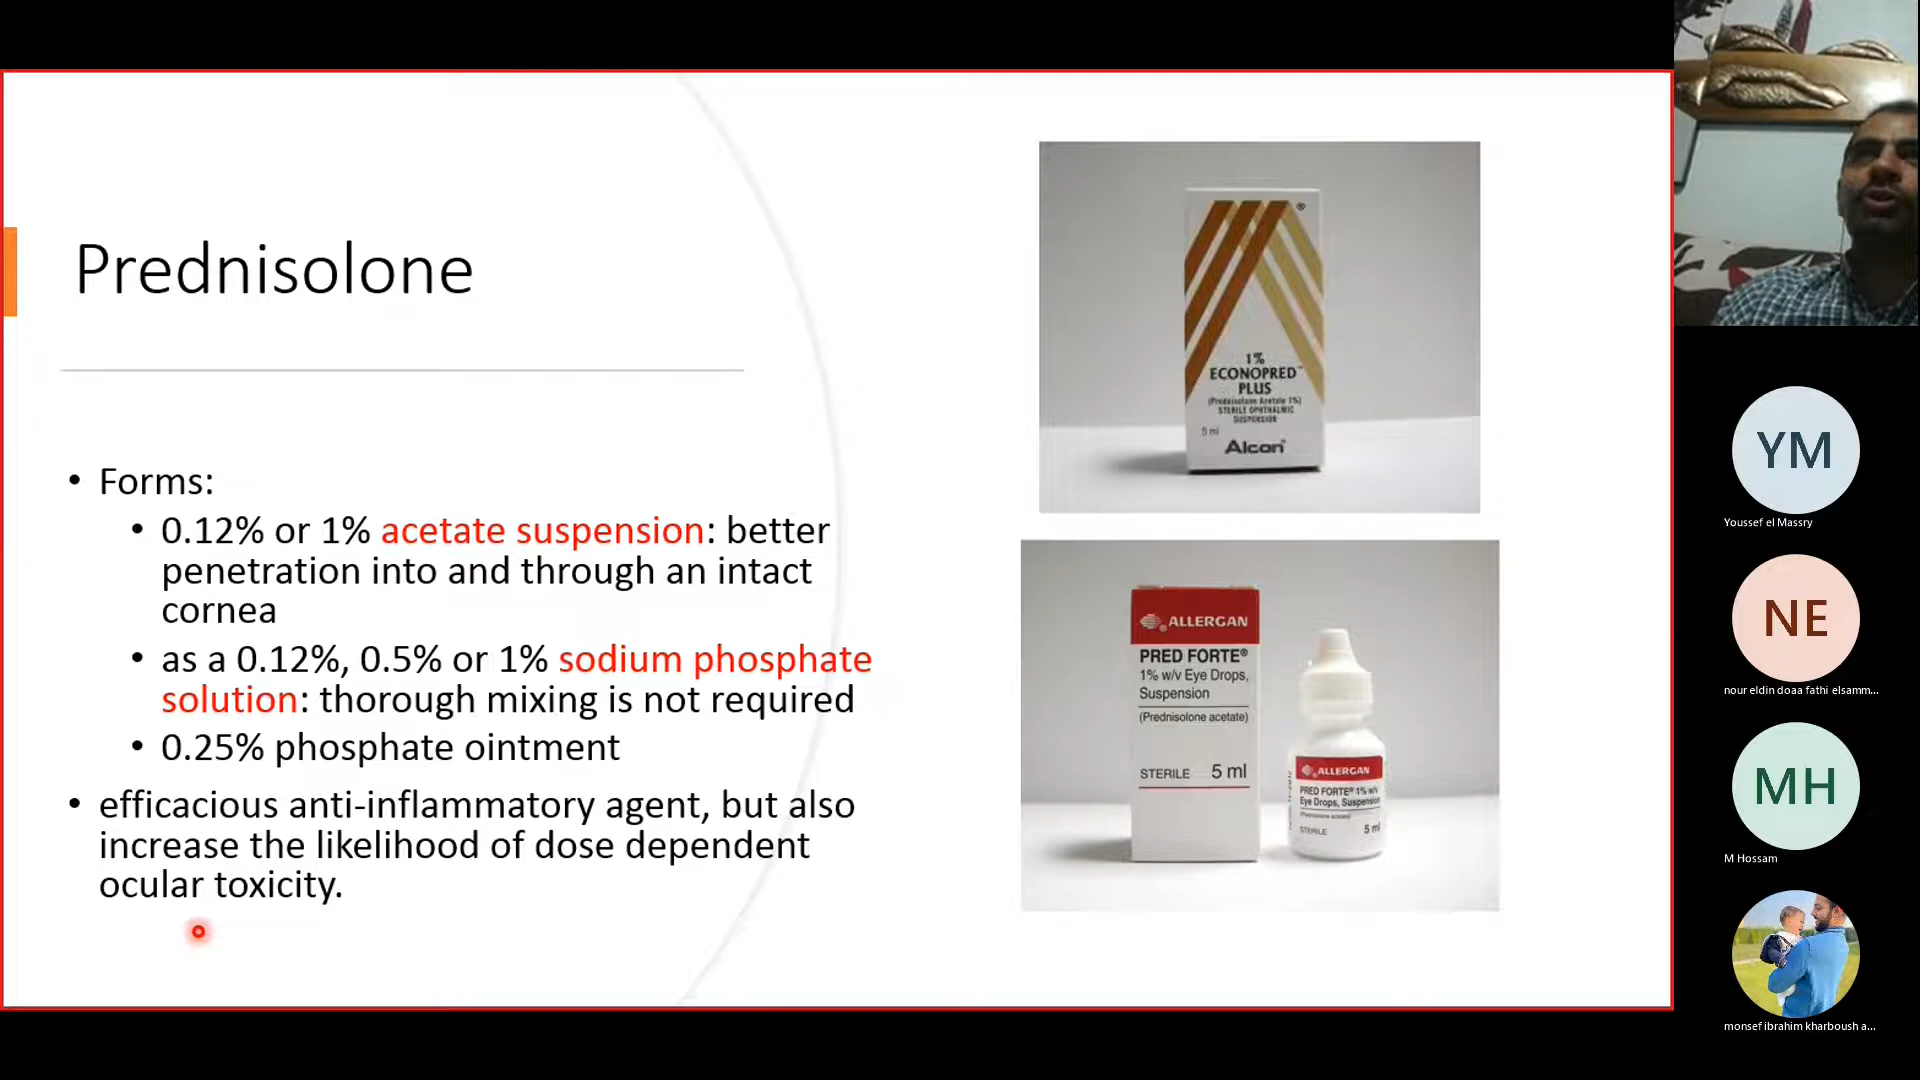 Prednisolone
• Forms:
• 0.12% or 1% acetate suspension: better
penetration into and through an intact
cornea
• as a 0.12%, 0.5% or 1% sodium phosphate
solution: thorough mixing is not required
• 0.25% phosphate ointment
• efficacious anti-inflammatory agent, but also
increase the likelihood of dose dependent
ocular toxicity.
®
1%
ECONOPRED™
PLUS
(Prednisolone Acetate 1%)
STERILE OPHTHALMIC
SUSPENSION
5 ml
Alcon®
ALLERGAN
PRED FORTE®
1% w/v Eye Drops,
Suspension
(Prednisolone acetate)
STERILE 5 ml
ALLERGAN
PRED FORTE® 1% w/v
Eye Drops, Suspension
(Prednisolone acetate)
STERILE 5 ml
YM
Youssef el Massry
NE
nour eldin doaa fathi elsamm...
MH
M Hossam
monsef ibrahim kharboush a...